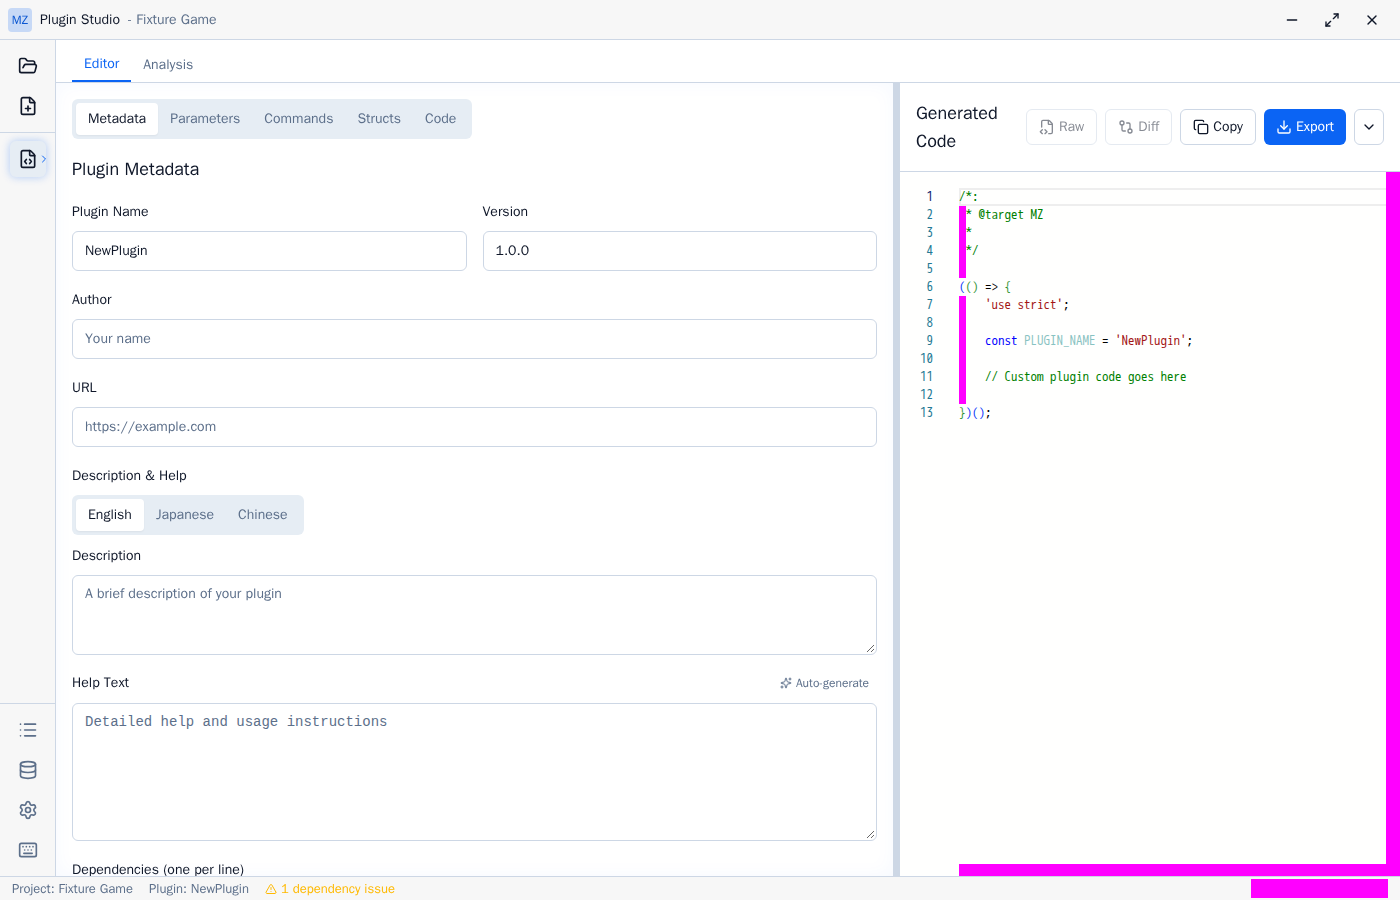 MZ Plugin Studio - Fixture Game
Editor Analysis
Metadata Parameters Commands Structs Code
Plugin Metadata
Plugin Name Version
NewPlugin 1.0.0
Author
Your name
URL
https://example.com
Description & Help
English Japanese Chinese
Description
A brief description of your plugin
Help Text Auto-generate
Detailed help and usage instructions
Dependencies (one per line)
Generated
Code
Raw Diff Copy Export
1 /*:
2 * @target MZ
3 *
4 */
5
6 (() => {
7 'use strict';
8
9 const PLUGIN_NAME = 'NewPlugin';
10
11 // Custom plugin code goes here
12
13 })();
Project: Fixture Game Plugin: NewPlugin 1 dependency issue